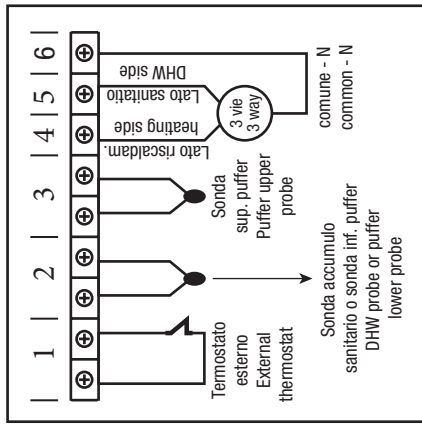 1
2
3
4
5
6
Termostato
esterno
External
thermostat
Sonda accumulo
sanitario o sonda inf. puffer
DHW probe or puffer
lower probe
Sonda
sup. puffer
Puffer upper
probe
Lato riscaldam.
heating side
Lato sanitatio
DHW side
3 vie
3 way
comune - N
common - N